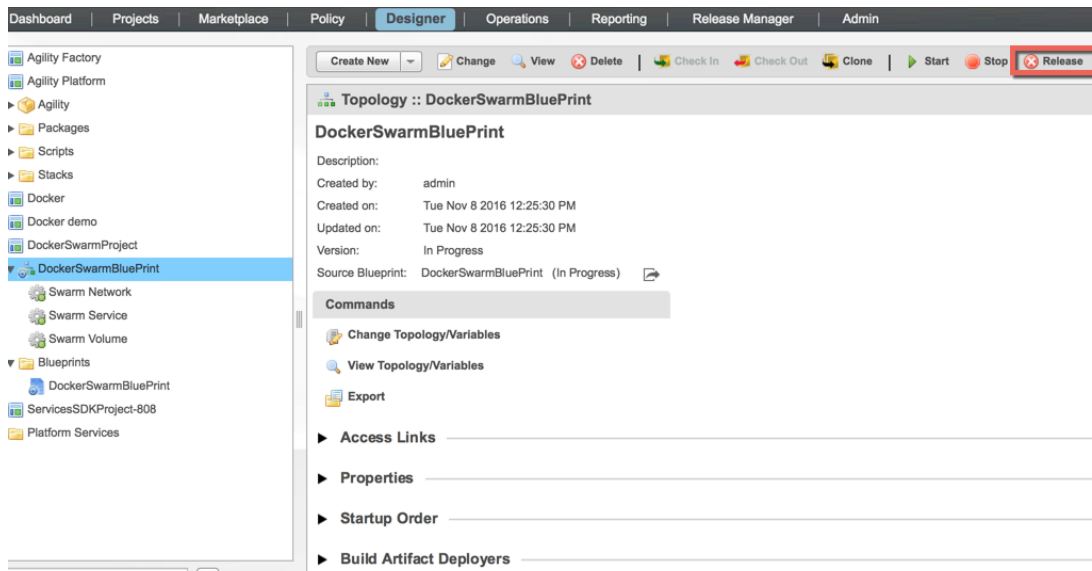 Dashboard | Projects | Marketplace | Policy | Designer | Operations | Reporting | Release Manager | Admin
Agility Factory
Agility Platform
Agility
Packages
Scripts
Stacks
Docker
Docker demo
DockerSwarmProject
DockerSwarmBluePrint
Swarm Network
Swarm Service
Swarm Volume
Blueprints
DockerSwarmBluePrint
ServicesSDKProject-808
Platform Services
Create New Change View Delete | Check In Check Out Clone | Start Stop Release
Topology :: DockerSwarmBluePrint
DockerSwarmBluePrint
Description:
Created by: admin
Created on: Tue Nov 8 2016 12:25:30 PM
Updated on: Tue Nov 8 2016 12:25:30 PM
Version: In Progress
Source Blueprint: DockerSwarmBluePrint (In Progress)
Commands
Change Topology/Variables
View Topology/Variables
Export
Access Links
Properties
Startup Order
Build Artifact Deployers